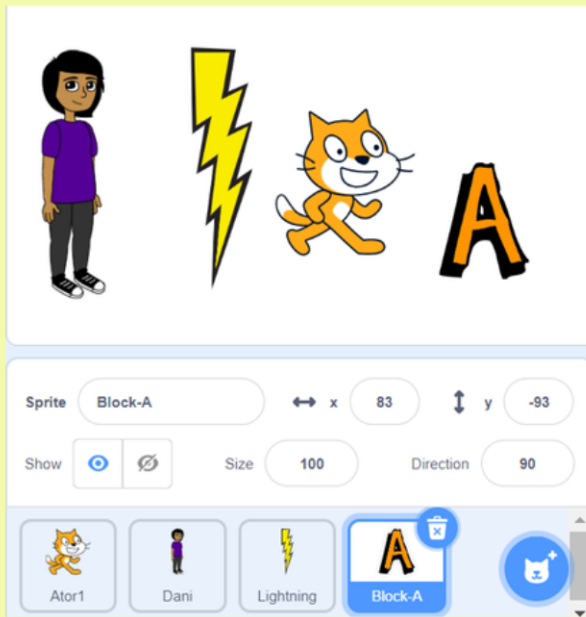 A
Sprite Block-A x 83 y -93
Show Size 100 Direction 90
A
Ator1 Dani Lightning Block-A